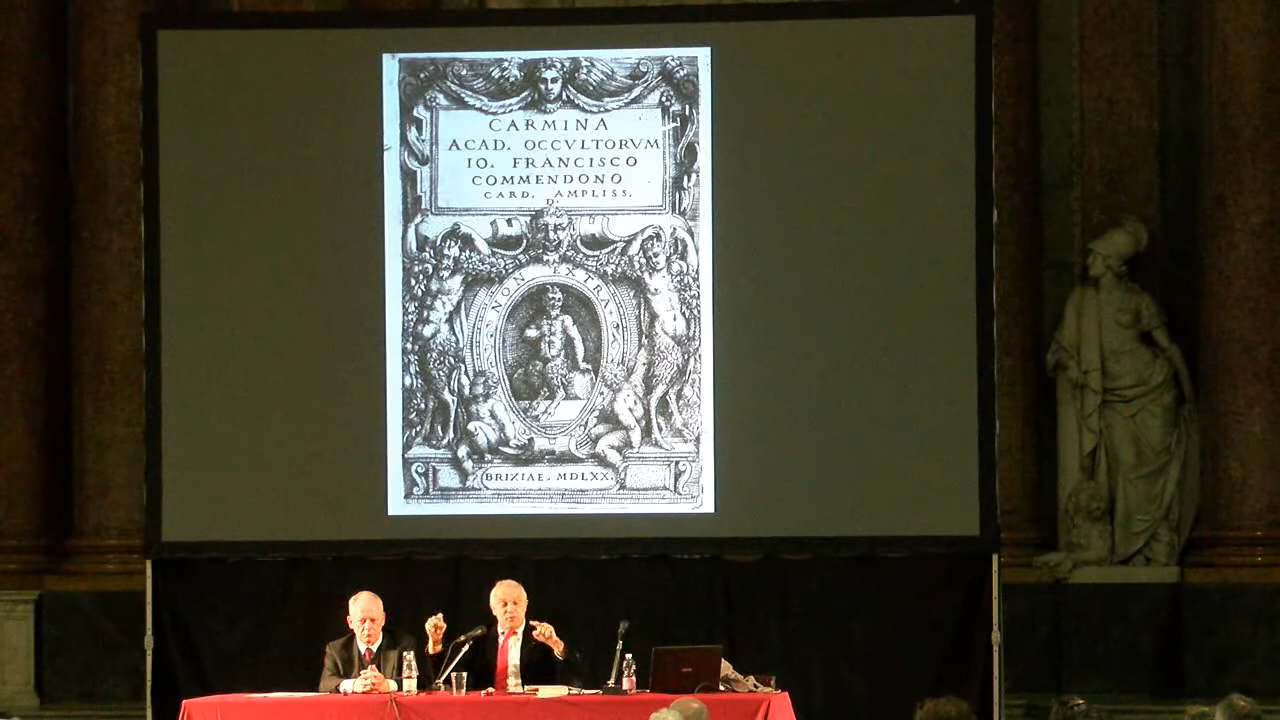 CARMINA
ACAD. OCCVLTORVM
IO. FRANCISCO
COMMENDONO
CARD. AMPLISS.
D.
NON EXTRA
BRIXIAE. MDLXX.